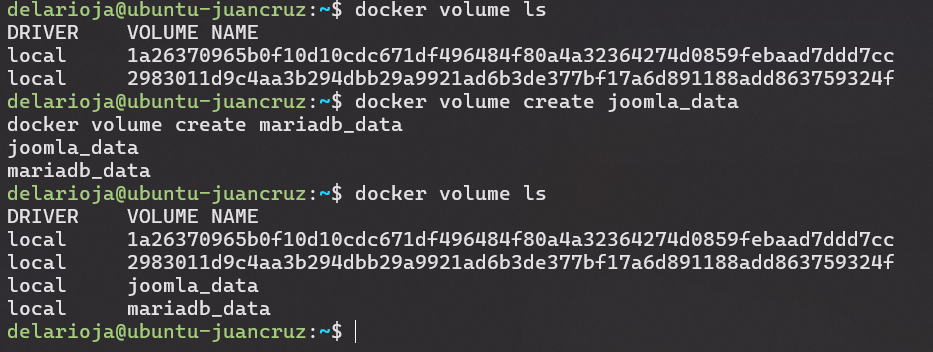 delarioja@ubuntu-juancruz:~$ docker volume ls
DRIVER    VOLUME NAME
local     1a26370965b0f10d10cdc671df496484f80a4a32364274d0859febaad7ddd7cc
local     2983011d9c4aa3b294dbb29a9921ad6b3de377bf17a6d891188add863759324f
delarioja@ubuntu-juancruz:~$ docker volume create joomla_data
docker volume create mariadb_data
joomla_data
mariadb_data
delarioja@ubuntu-juancruz:~$ docker volume ls
DRIVER    VOLUME NAME
local     1a26370965b0f10d10cdc671df496484f80a4a32364274d0859febaad7ddd7cc
local     2983011d9c4aa3b294dbb29a9921ad6b3de377bf17a6d891188add863759324f
local     joomla_data
local     mariadb_data
delarioja@ubuntu-juancruz:~$